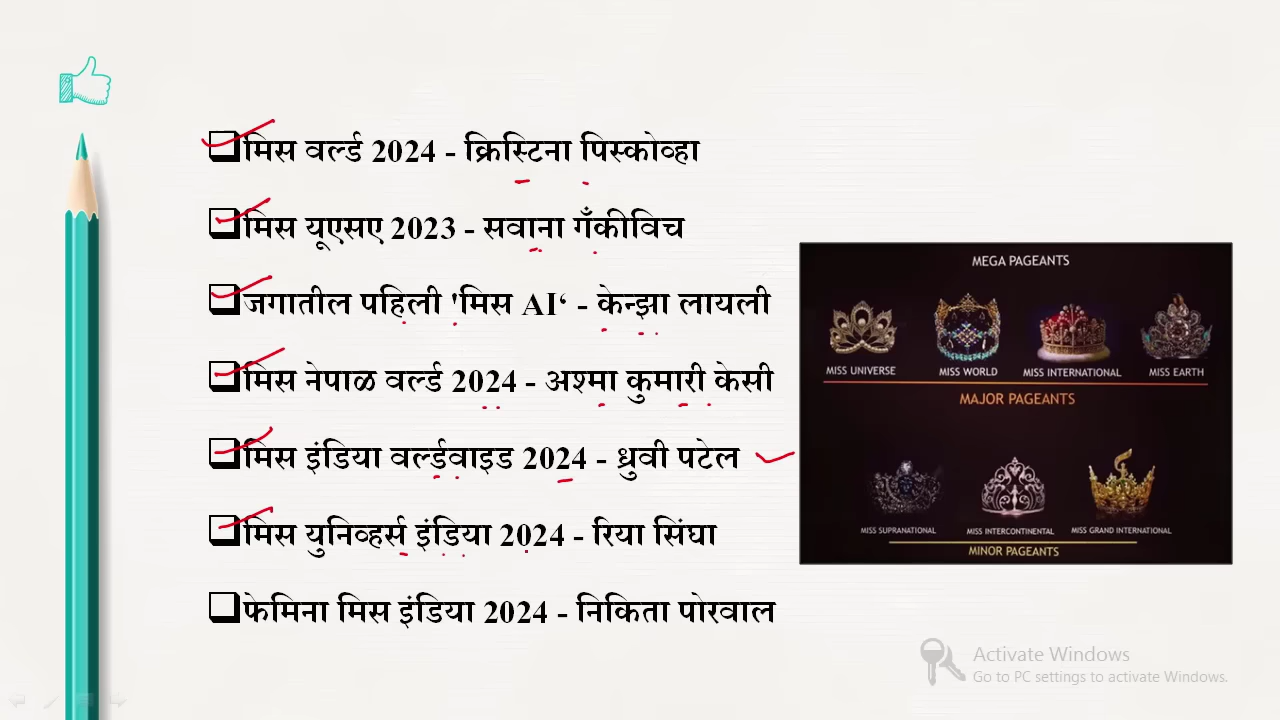 मिस वर्ल्ड 2024 - क्रिस्टिना पिस्कोव्हा
मिस यूएसए 2023 - सवाना गँकीविच
जगातील पहिली 'मिस AI‘ - केन्झा लायली
मिस नेपाळ वर्ल्ड 2024 - अश्मा कुमारी केसी
मिस इंडिया वर्ल्डवाइड 2024 - ध्रुवी पटेल
मिस युनिव्हर्स इंडिया 2024 - रिया सिंघा
फेमिना मिस इंडिया 2024 - निकिता पोरवाल
MEGA PAGEANTS
MISS UNIVERSE MISS WORLD MISS INTERNATIONAL MISS EARTH
MAJOR PAGEANTS
MISS SUPRANATIONAL MISS INTERCONTINENTAL MISS GRAND INTERNATIONAL
MINOR PAGEANTS
Activate Windows
Go to PC settings to activate Windows.